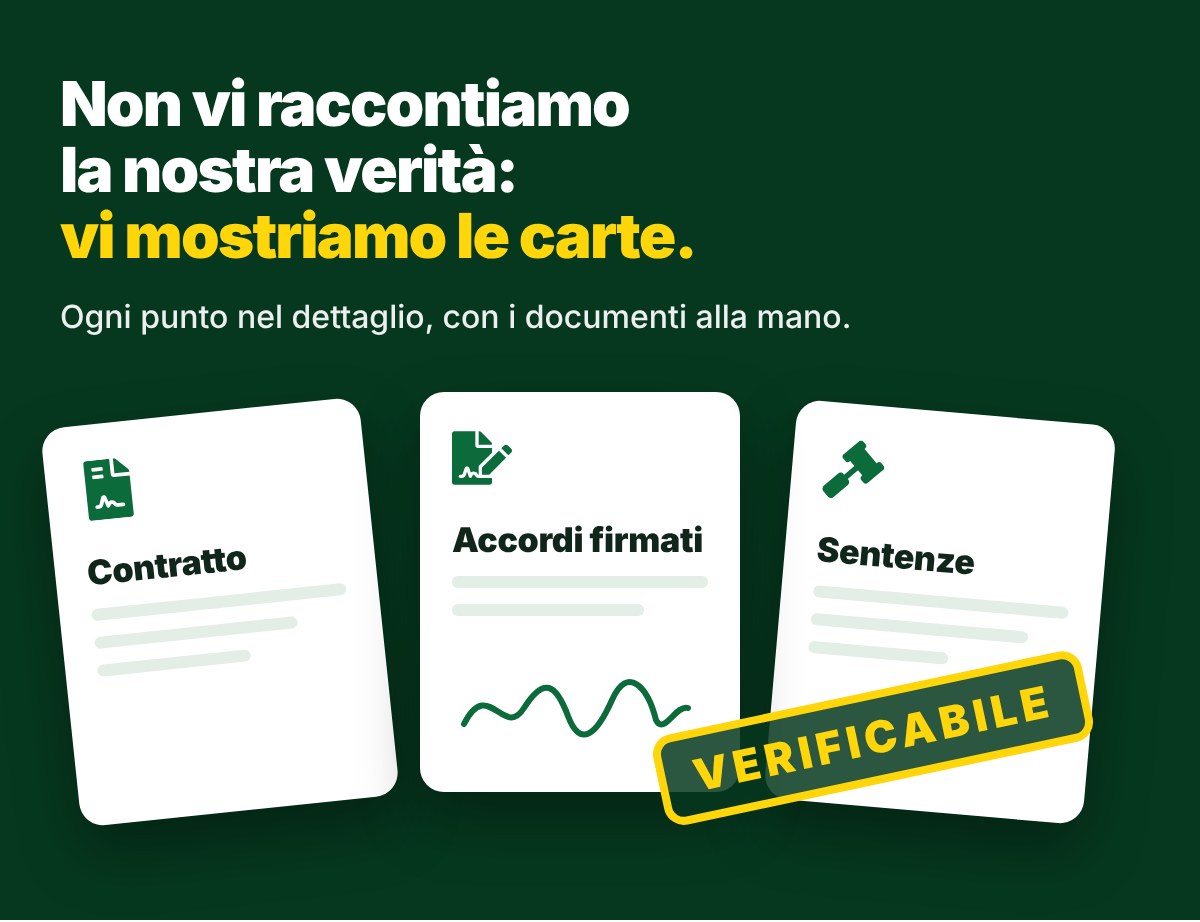 Non vi raccontiamo
la nostra verità:
vi mostriamo le carte.
Ogni punto nel dettaglio, con i documenti alla mano.
Contratto
Accordi firmati
Sentenze
VERIFICABILE